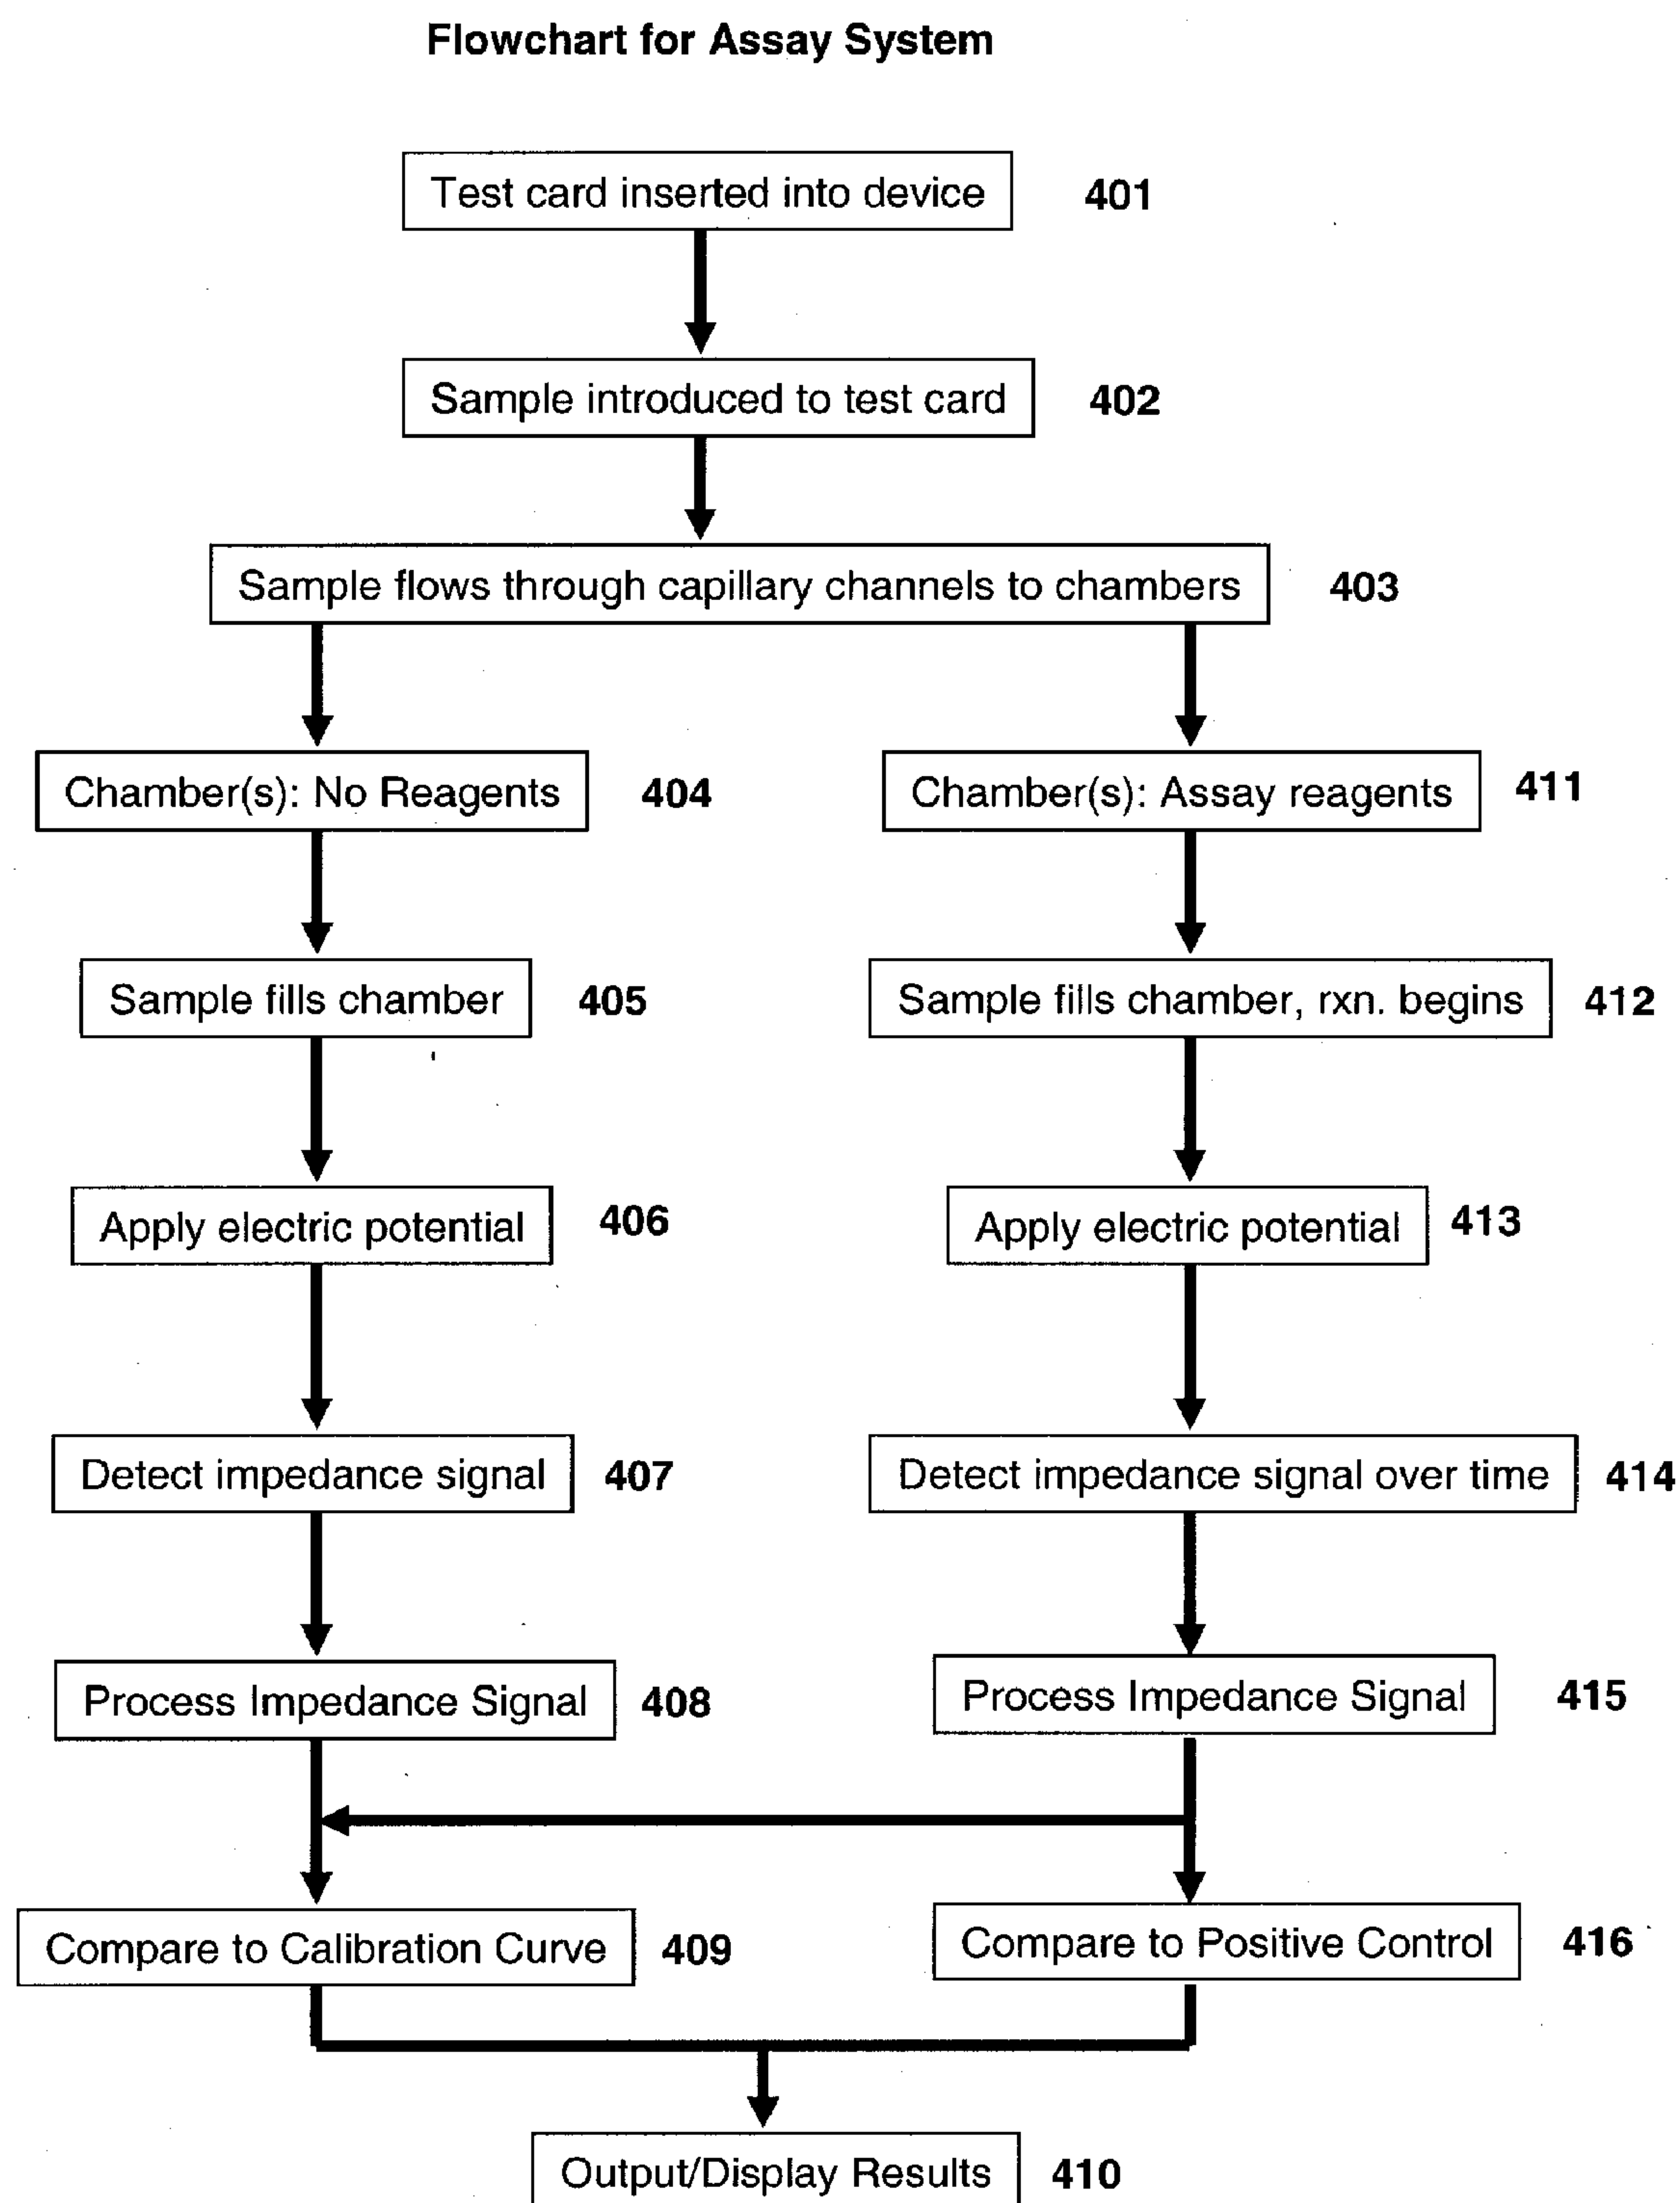 Flowchart for Assay System
Test card inserted into device 401
Sample introduced to test card 402
Sample flows through capillary channels to chambers 403
Chamber(s): No Reagents 404
Chamber(s): Assay reagents 411
Sample fills chamber 405
Sample fills chamber, rxn. begins 412
Apply electric potential 406
Apply electric potential 413
Detect impedance signal 407
Detect impedance signal over time 414
Process Impedance Signal 408
Process Impedance Signal 415
Compare to Calibration Curve 409
Compare to Positive Control 416
Output/Display Results 410